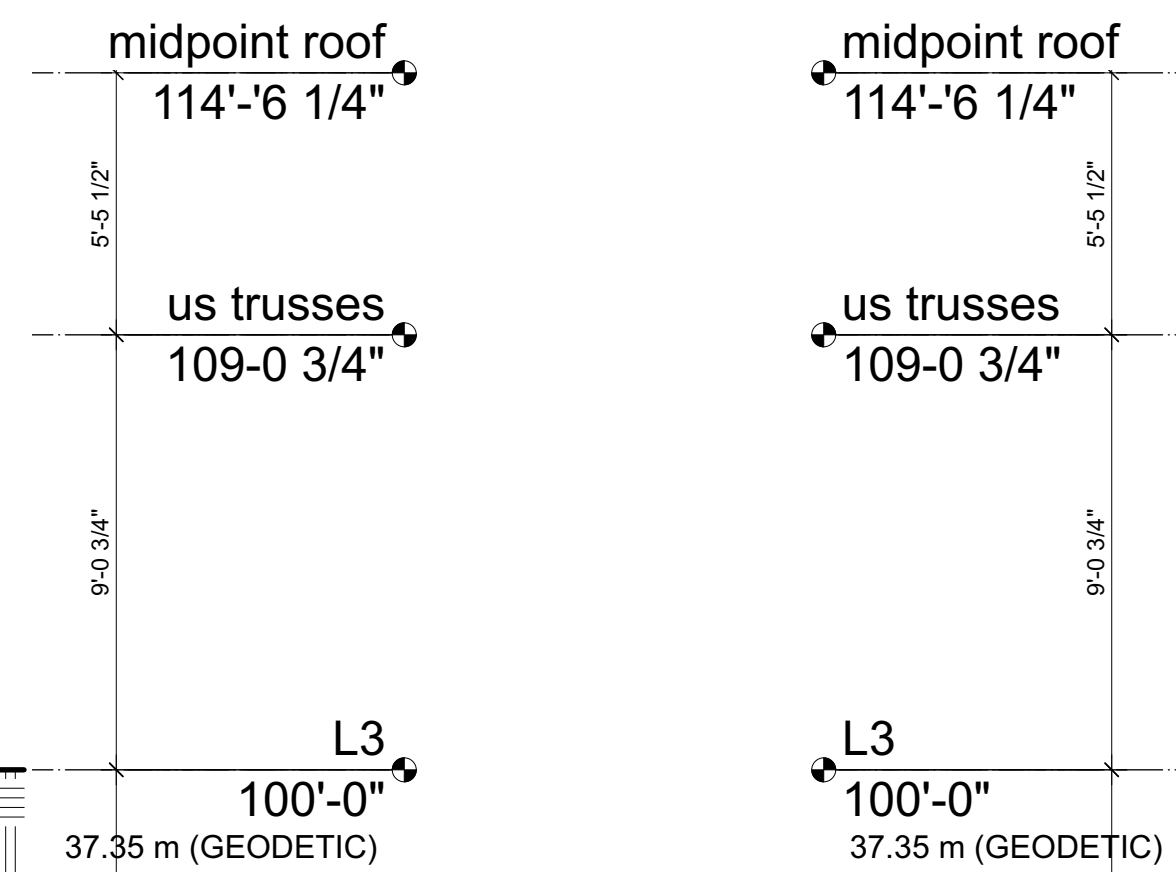 midpoint roof
114'-'6 1/4"
5'-5 1/2"
us trusses
109-0 3/4"
9'-0 3/4"
L3
100'-0"
37.35 m (GEODETIC)
midpoint roof
114'-'6 1/4"
5'-5 1/2"
us trusses
109-0 3/4"
9'-0 3/4"
L3
100'-0"
37.35 m (GEODETIC)